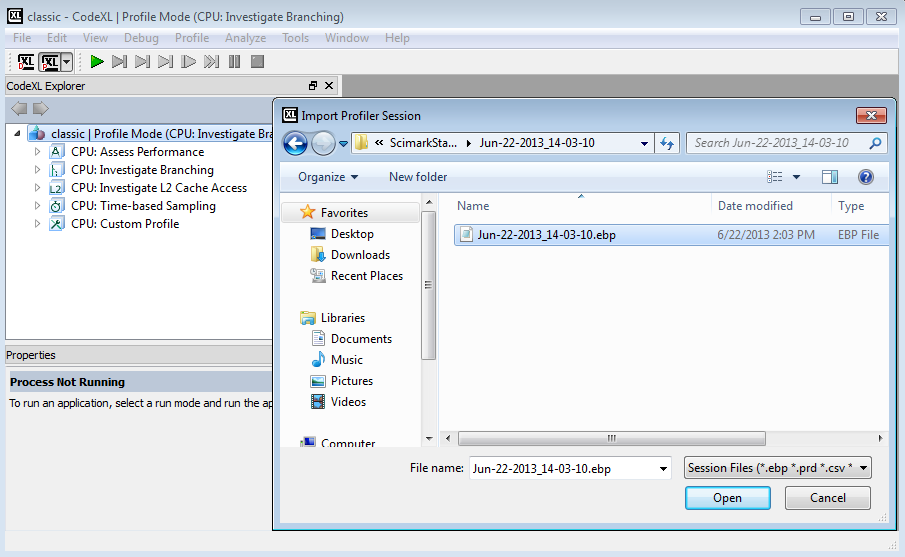 classic - CodeXL | Profile Mode (CPU: Investigate Branching)
File Edit View Debug Profile Analyze Tools Window Help
CodeXL Explorer
classic | Profile Mode (CPU: Investigate Bra
CPU: Assess Performance
CPU: Investigate Branching
CPU: Investigate L2 Cache Access
CPU: Time-based Sampling
CPU: Custom Profile
Properties
Process Not Running
To run an application, select a run mode and run the ap
Import Profiler Session
« ScimarkSta... Jun-22-2013_14-03-10
Search Jun-22-2013_14-03-10
Organize New folder
Favorites
Desktop
Downloads
Recent Places
Libraries
Documents
Music
Pictures
Videos
Computer
Name Date modified Type
Jun-22-2013_14-03-10.ebp 6/22/2013 2:03 PM EBP File
File name: Jun-22-2013_14-03-10.ebp Session Files (*.ebp *.prd *.csv *
Open Cancel